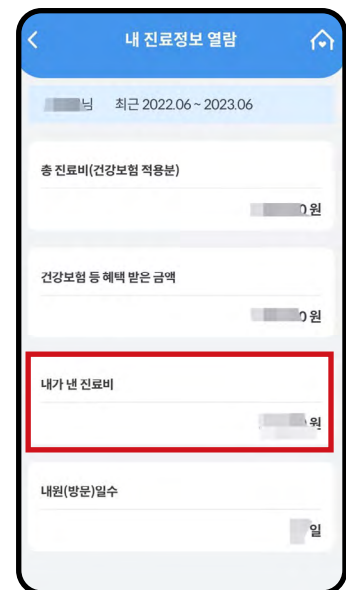 내 진료정보 열람
님 최근 2022.06 ~ 2023.06
총 진료비(건강보험 적용분)
0 원
건강보험 등 혜택 받은 금액
0 원
내가 낸 진료비
원
내원(방문)일수
일